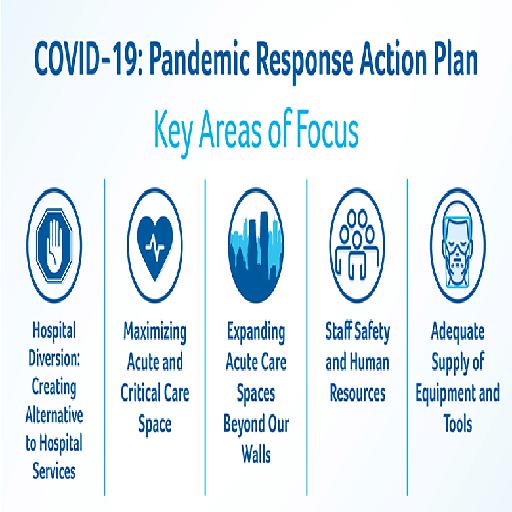 COVID-19: Pandemic Response Action Plan
Key Areas of Focus
Hospital
Diversion:
Creating
Alternative
to Hospital
Services
Maximizing
Acute and
Critical Care
Space
Expanding
Acute Care
Spaces
Beyond Our
Walls
Staff Safety
and Human
Resources
Adequate
Supply of
Equipment and
Tools